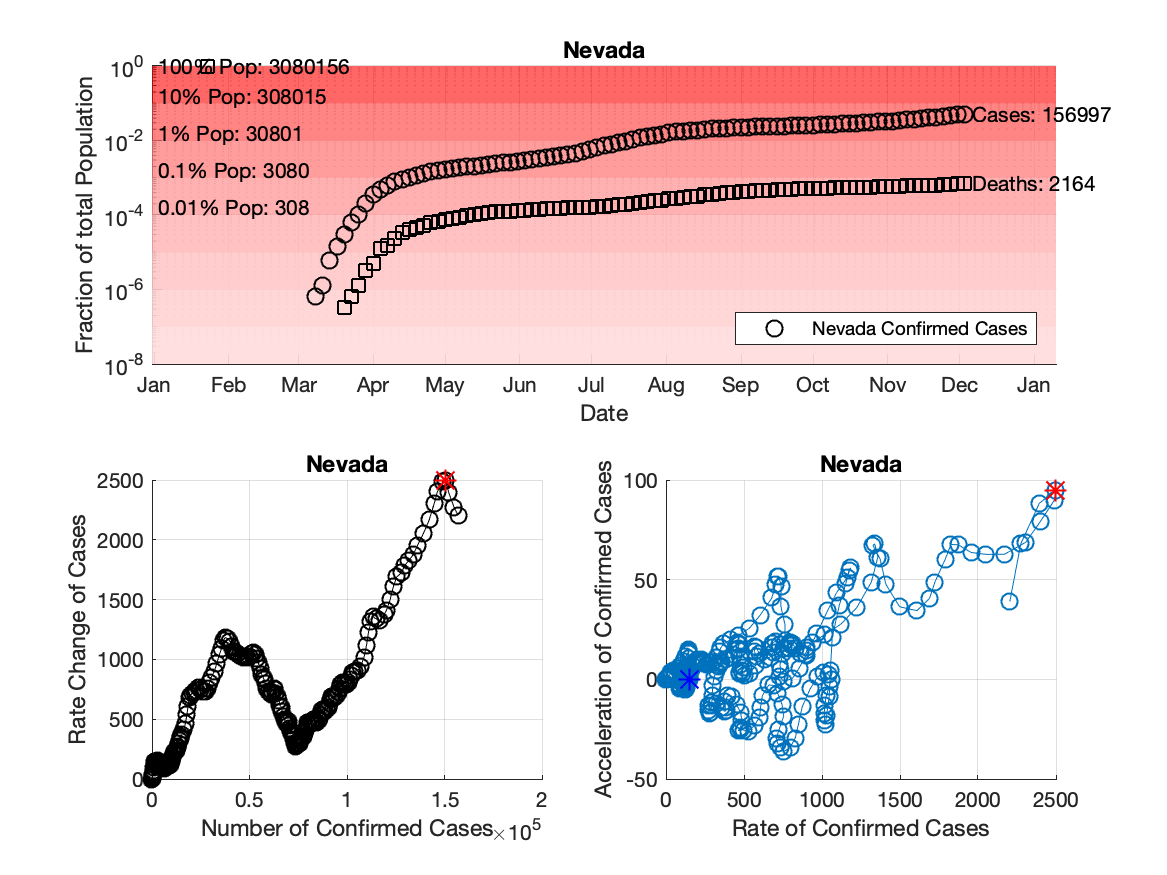 Nevada
10^0
100% Pop: 3080156
10% Pop: 308015
Cases: 156997
10^-2
1% Pop: 30801
0.1% Pop: 3080
Deaths: 2164
0.01% Pop: 308
10^-4
10^-6
Nevada Confirmed Cases
10^-8
Fraction of total Population
Jan Feb Mar Apr May Jun Jul Aug Sep Oct Nov Dec Jan
Date
Nevada
2500
2000
1500
1000
500
0
Rate Change of Cases
0 0.5 1 1.5 2
Number of Confirmed Cases ×10^5
Nevada
100
50
0
-50
Acceleration of Confirmed Cases
0 500 1000 1500 2000 2500
Rate of Confirmed Cases